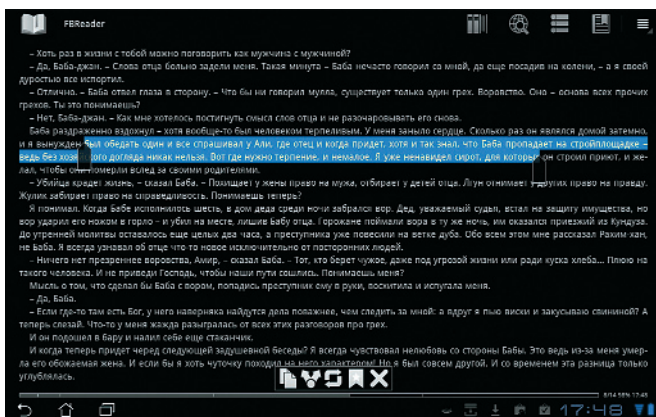 FBReader
– Хоть раз в жизни с тобой можно поговорить как мужчина с мужчиной?
– Да, Баба-джан. – Слова отца больно задели меня. Такая минута – Баба нечасто говорил со мной, да еще посадив на колени, – а я своей
дуростью все испортил.
– Отлично. – Баба отвел глаза в сторону. – Что бы ни говорил мулла, существует только один грех. Воровство. Оно – основа всех прочих
грехов. Ты это понимаешь?
– Нет, Баба-джан. – Как мне хотелось постигнуть смысл слов отца и не разочаровывать его снова.
Баба раздраженно вздохнул – хотя вообще-то был человеком терпеливым. У меня заныло сердце. Сколько раз он являлся домой затемно,
и я вынужден был обедать один и все спрашивал у Али, где отец и когда придет, хотя и так знал, что Баба пропадает на стройплощадке –
ведь без хозяйского догляда никак нельзя. Вот где нужно терпение, и немалое. Я уже ненавидел сирот, для которых он строил приют, и же-
лал, чтобы они померли вслед за своими родителями.
– Убийца крадет жизнь, – сказал Баба. – Похищает у жены право на мужа, отбирает у детей отца. Лгун отнимает у других право на правду.
Жулик забирает право на справедливость. Понимаешь теперь?
Я понимал. Когда Бабе исполнилось шесть, в дом деда среди ночи забрался вор. Дед, уважаемый судья, встал на защиту имущества, но
вор ударил его ножом в горло – и убил на месте, лишив Бабу отца. Горожане поймали вора в ту же ночь, им оказался приезжий из Кундуза.
До утренней молитвы оставалось еще целых два часа, а преступника уже повесили на ветке дуба. Обо всем этом мне рассказал Рахим-хан,
не Баба. Я всегда узнавал об отце что-то новое исключительно от посторонних людей.
– Ничего нет презреннее воровства, Амир, – сказал Баба. – Тот, кто берет чужое, даже под угрозой жизни или ради куска хлеба... Плюю на
такого человека. И не приведи Господь, чтобы наши пути сошлись. Понимаешь меня?
Мысль о том, что сделал бы Баба с вором, попадись преступник ему в руки, восхитила и испугала меня.
– Да, Баба.
– Если где-то там есть Бог, у него наверняка найдутся дела поважнее, чем следить за мной: а вдруг я пью виски и закусываю свининой? А
теперь слезай. Что-то у меня жажда разыгралась от всех этих разговоров про грех.
И он подошел в бару и налил себе еще стаканчик.
И когда теперь придет черед следующей задушевной беседы? Я всегда чувствовал нелюбовь со стороны Бабы. Это ведь из-за меня умер-
ла его обожаемая жена. И если бы я хоть чуточку походил на него характером! Но я был совсем другой. И со временем эта разница только
углублялась.
8/14 58% 17:48
17:48